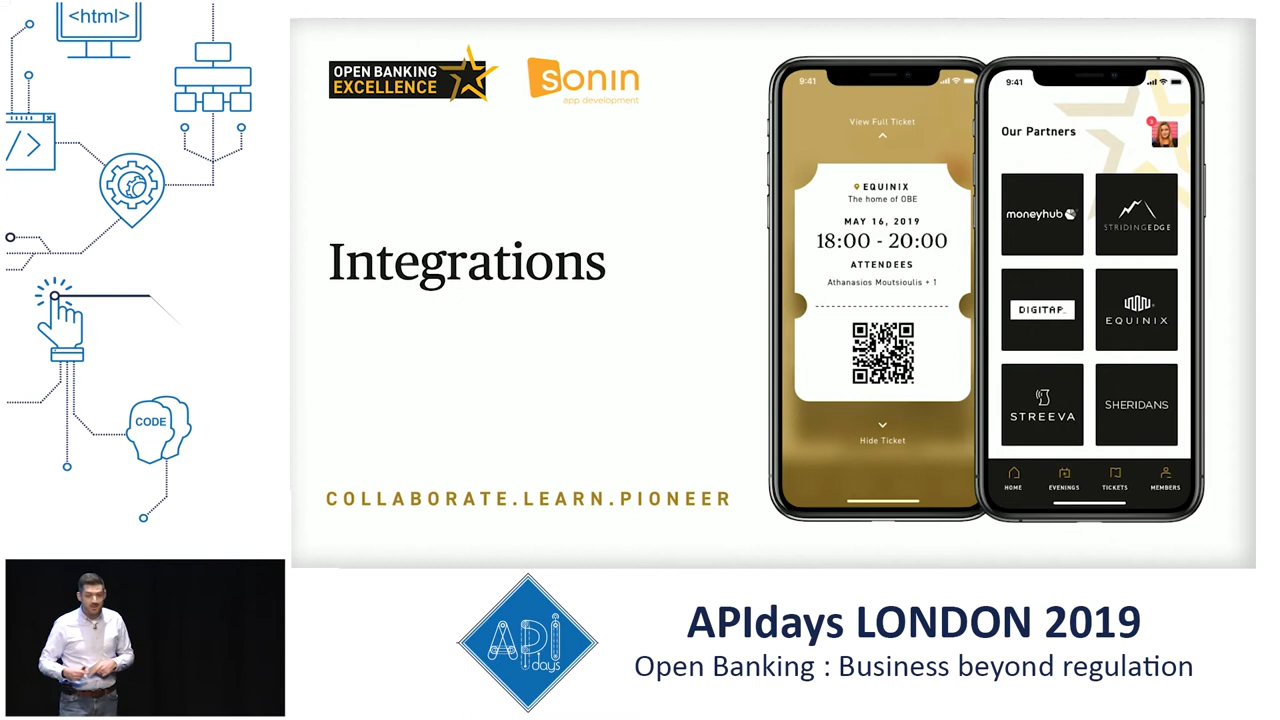 <html>
OPEN BANKING
EXCELLENCE
sonin
app development
Integrations
COLLABORATE.LEARN.PIONEER
9:41
View Full Ticket
EQUINIX
The home of OBE
MAY 16, 2019
18:00 - 20:00
ATTENDEES
Athanasios Moutsioulis + 1
Hide Ticket
9:41
Our Partners
3
moneyhub
STRIDINGEDGE
DIGITAP_
EQUINIX
STREEVA
SHERIDANS
HOME
EVENINGS
TICKETS
MEMBERS
/>
CODE
API
days
APIdays LONDON 2019
Open Banking : Business beyond regulation